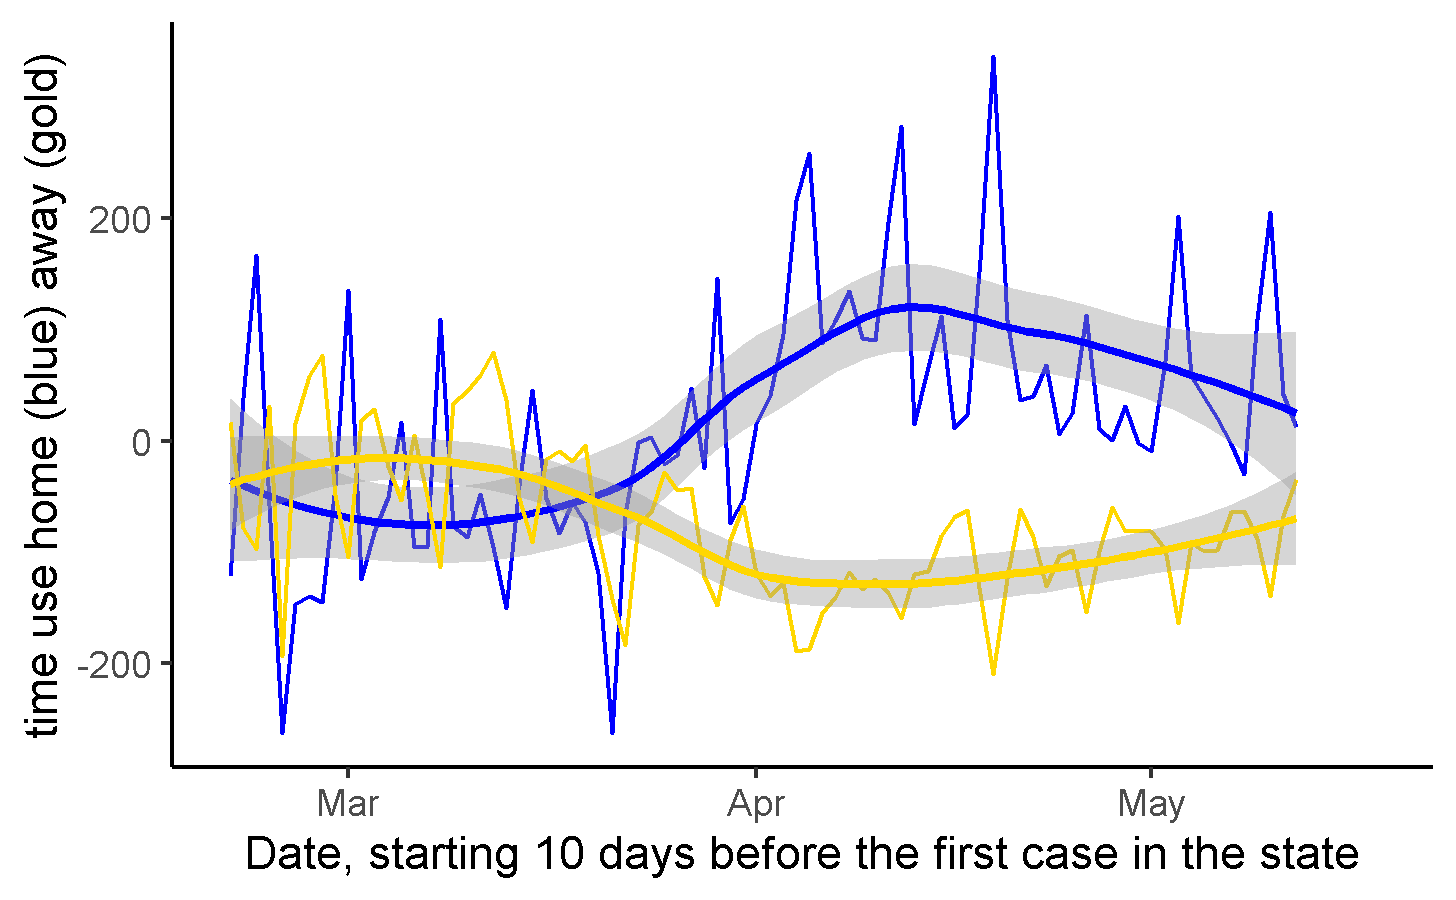 time use home (blue) away (gold)
200
0
-200
Mar
Apr
May
Date, starting 10 days before the first case in the state